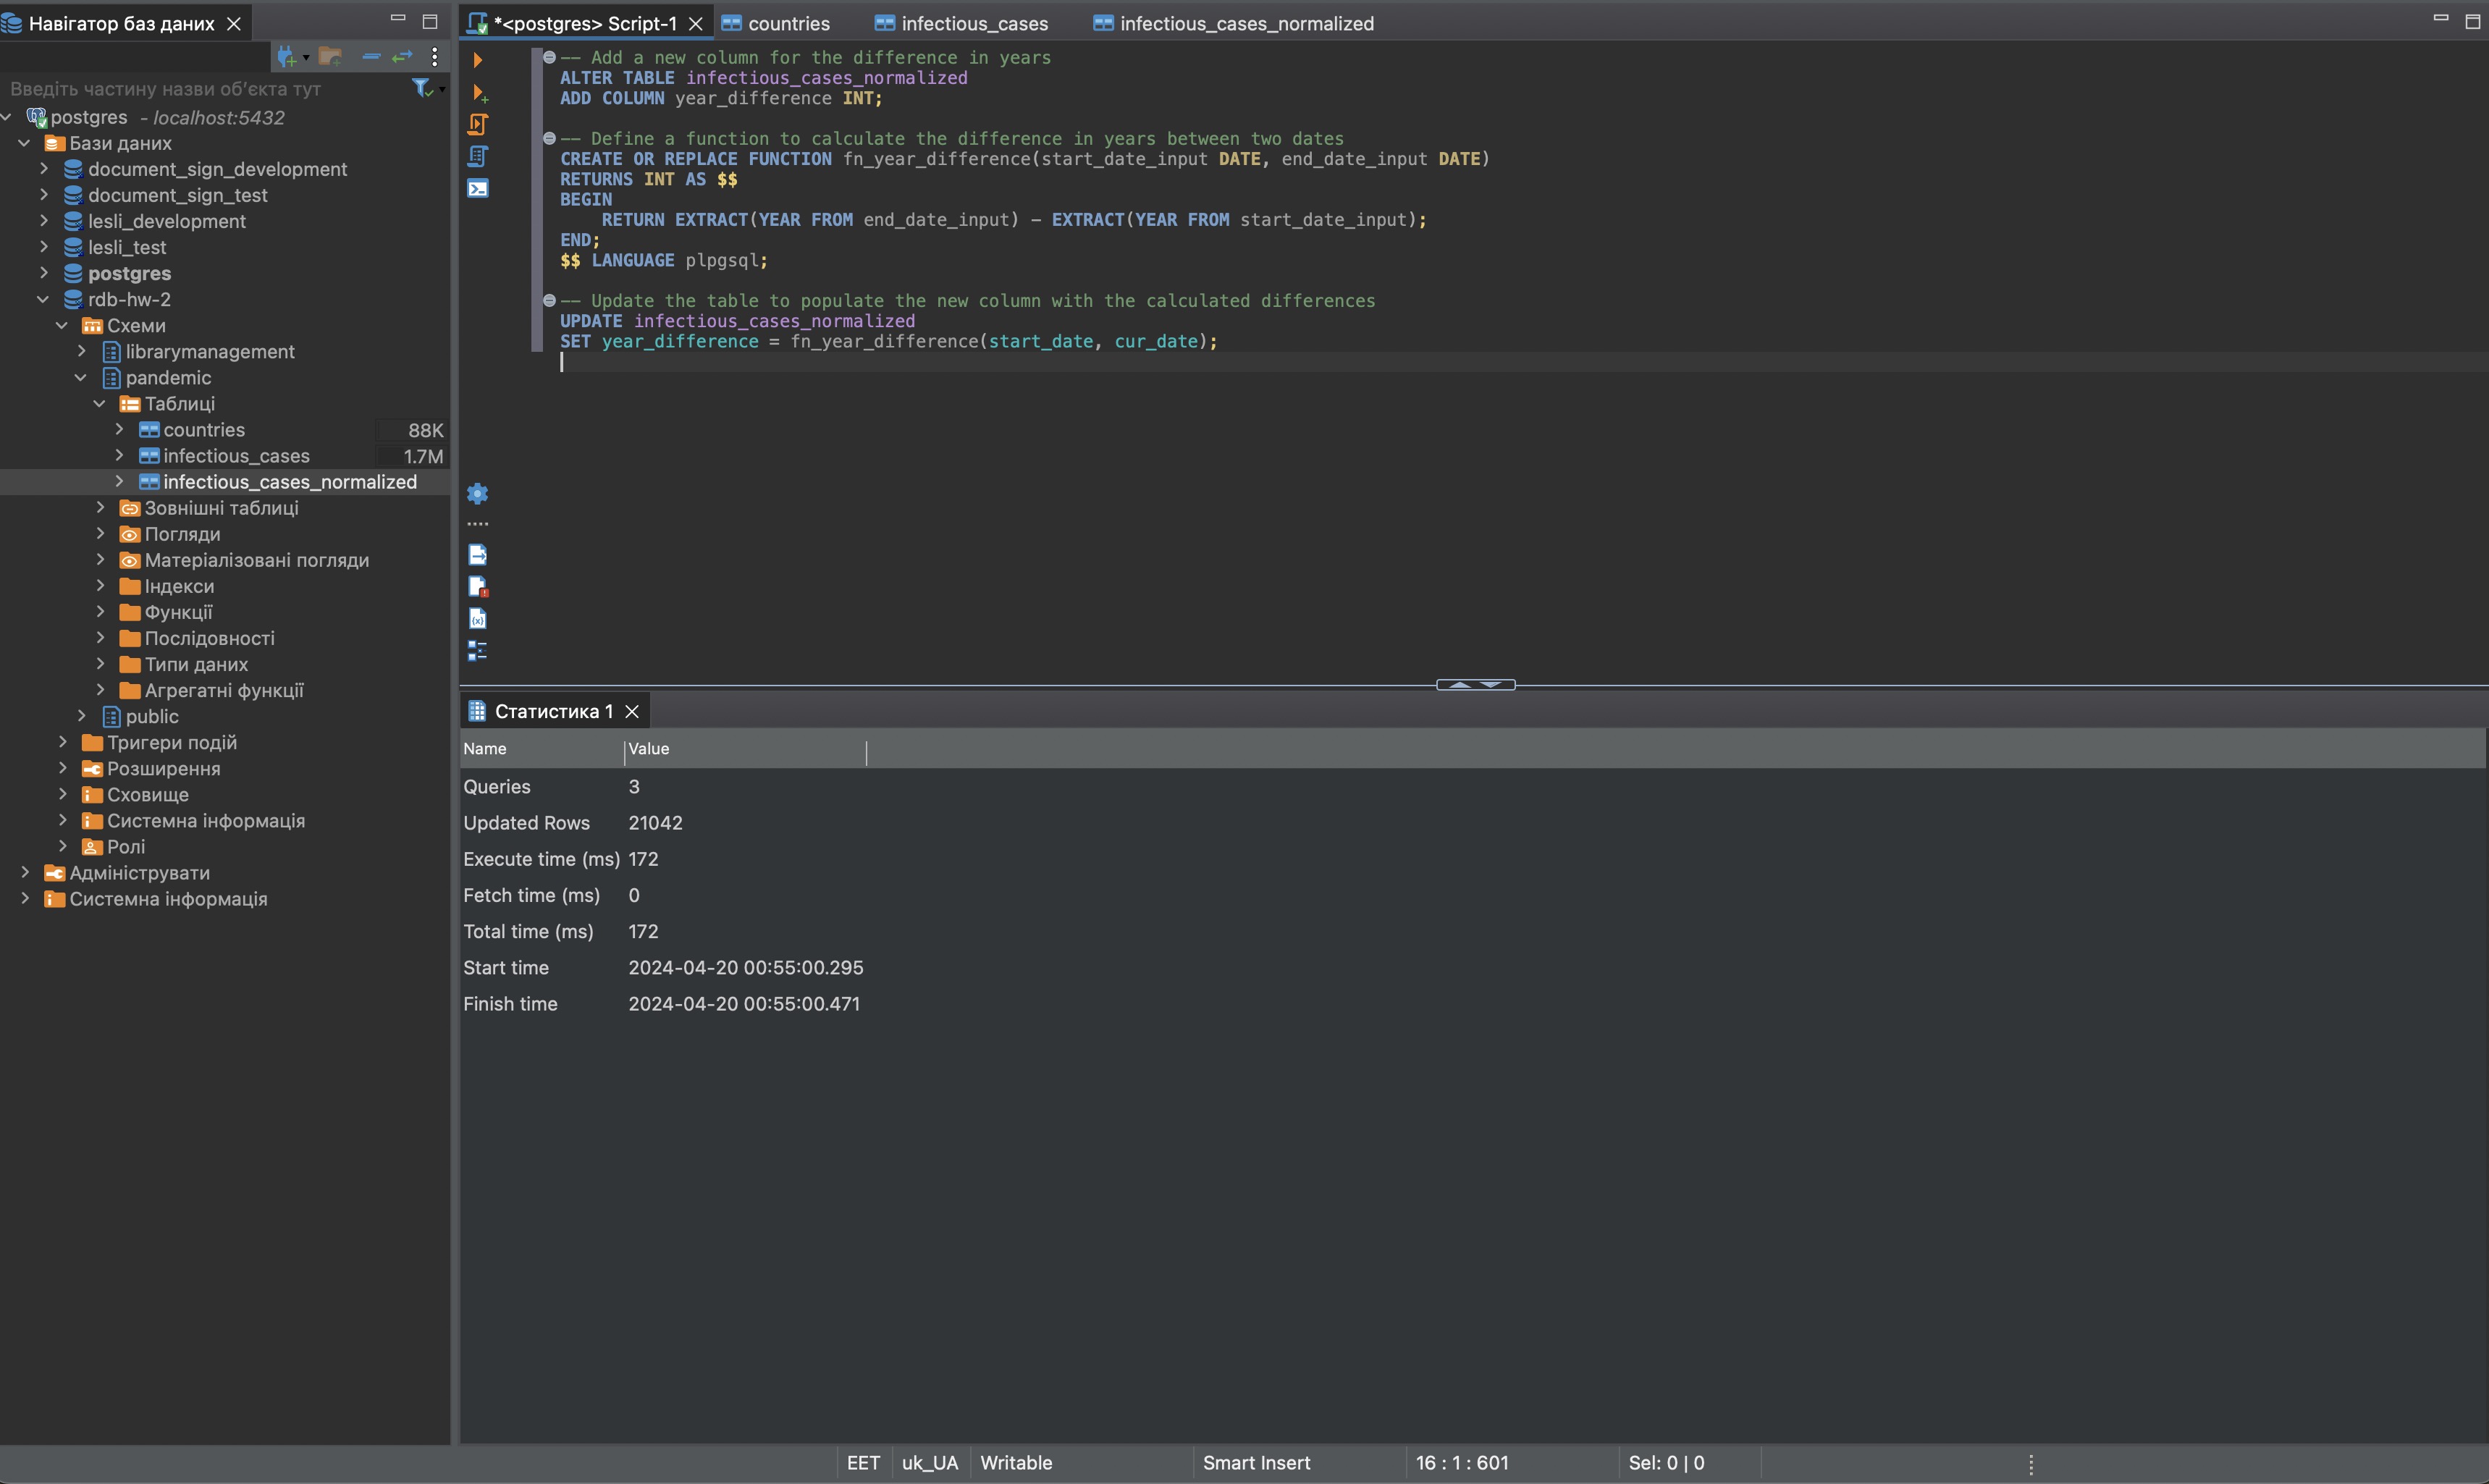 Навігатор баз даних
Введіть частину назви об'єкта тут
postgres - localhost:5432
Бази даних
document_sign_development
document_sign_test
lesli_development
lesli_test
postgres
rdb-hw-2
Схеми
librarymanagement
pandemic
Таблиці
countries 88K
infectious_cases 1.7M
infectious_cases_normalized
Зовнішні таблиці
Погляди
Матеріалізовані погляди
Індекси
Функції
Послідовності
Типи даних
Агрегатні функції
public
Тригери подій
Розширення
Сховище
Системна інформація
Ролі
Адмініструвати
Системна інформація
*<postgres> Script-1 countries infectious_cases infectious_cases_normalized
-- Add a new column for the difference in years
ALTER TABLE infectious_cases_normalized
ADD COLUMN year_difference INT;
-- Define a function to calculate the difference in years between two dates
CREATE OR REPLACE FUNCTION fn_year_difference(start_date_input DATE, end_date_input DATE)
RETURNS INT AS $$
BEGIN
RETURN EXTRACT(YEAR FROM end_date_input) - EXTRACT(YEAR FROM start_date_input);
END;
$$ LANGUAGE plpgsql;
-- Update the table to populate the new column with the calculated differences
UPDATE infectious_cases_normalized
SET year_difference = fn_year_difference(start_date, cur_date);
Статистика 1
Name Value
Queries 3
Updated Rows 21042
Execute time (ms) 172
Fetch time (ms) 0
Total time (ms) 172
Start time 2024-04-20 00:55:00.295
Finish time 2024-04-20 00:55:00.471
EET uk_UA Writable Smart Insert 16 : 1 : 601 Sel: 0 | 0